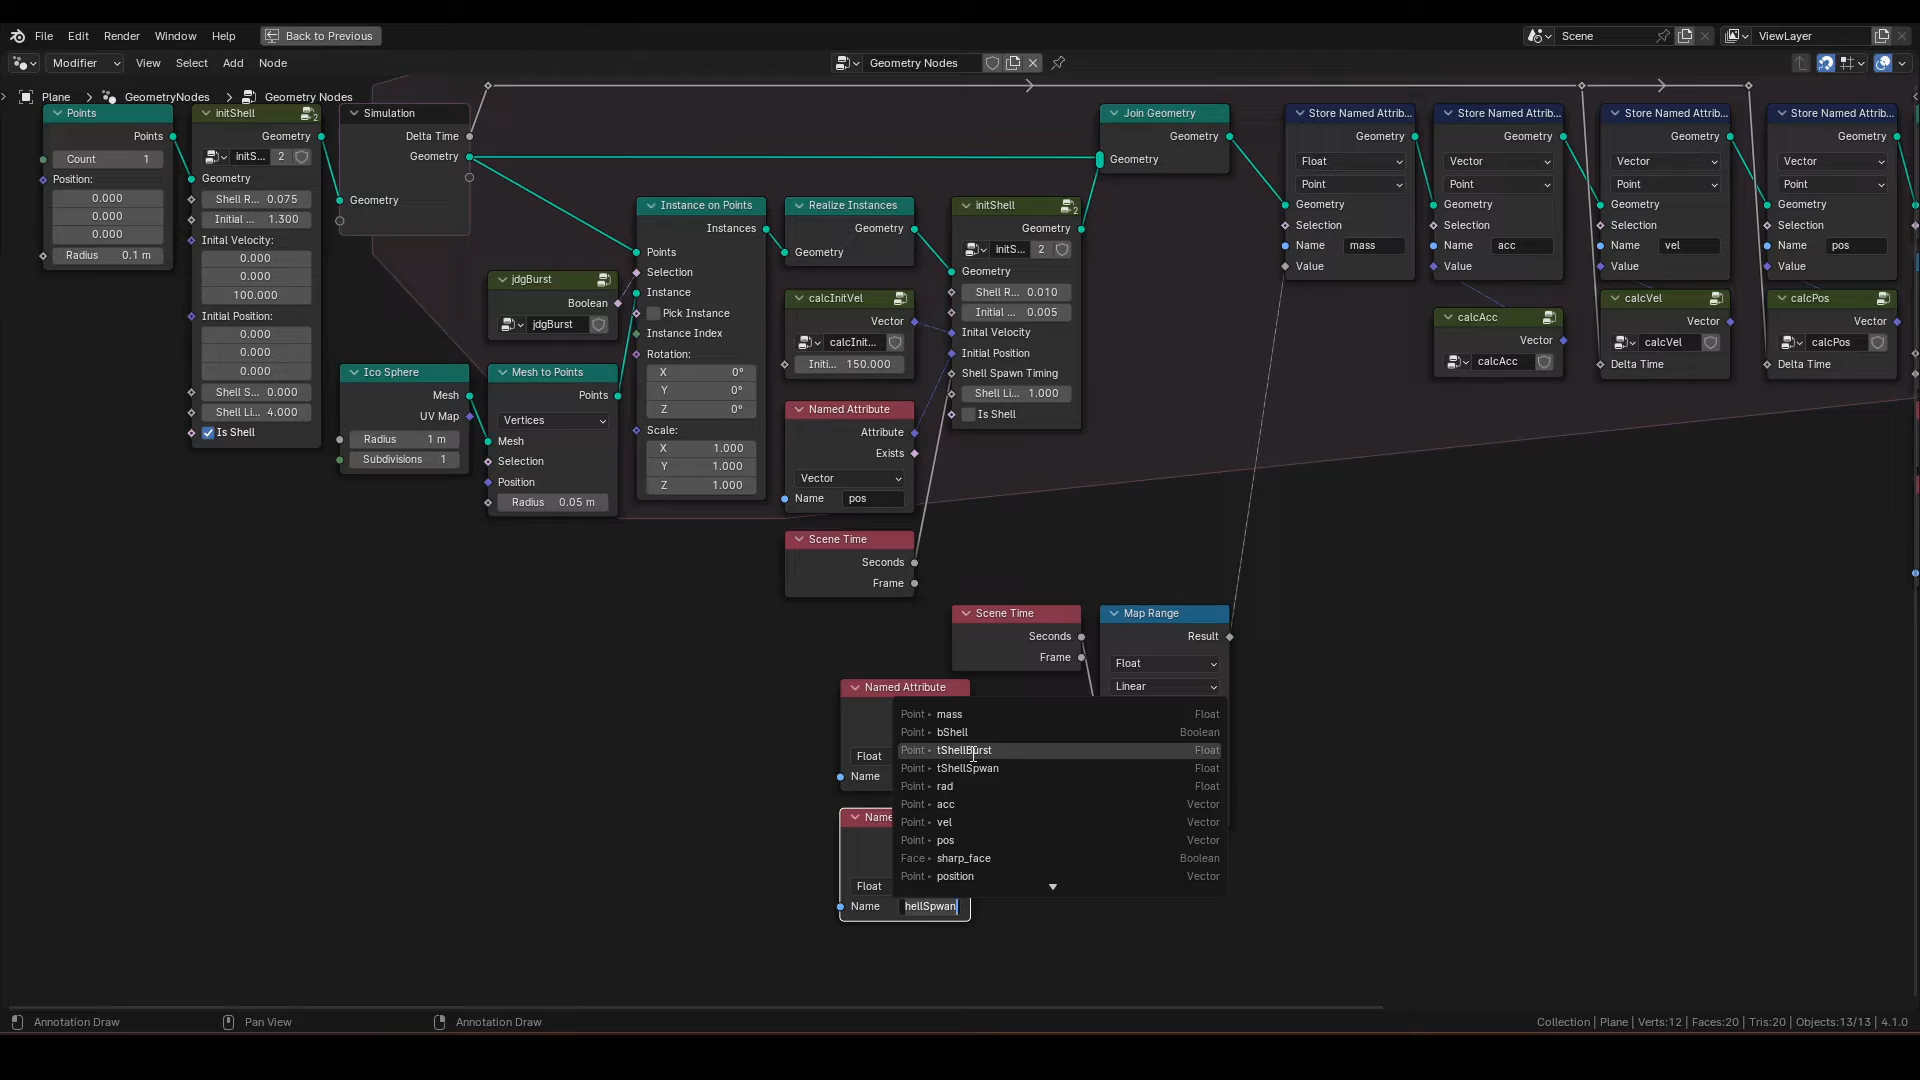 File Edit Render Window Help Back to Previous Scene ViewLayer
Modifier View Select Add Node Geometry Nodes
Plane GeometryNodes Geometry Nodes
Points
Points
Count 1
Position:
0.000
0.000
0.000
Radius 0.1 m
initShell
Geometry
initS... 2
Geometry
Shell R... 0.075
Initial ... 1.300
Inital Velocity:
0.000
0.000
100.000
Initial Position:
0.000
0.000
0.000
Shell S... 0.000
Shell Li... 4.000
Is Shell
Simulation
Delta Time
Geometry
Geometry
jdgBurst
Boolean
jdgBurst
Ico Sphere
Mesh
UV Map
Radius 1 m
Subdivisions 1
Mesh to Points
Points
Vertices
Mesh
Selection
Position
Radius 0.05 m
Instance on Points
Instances
Points
Selection
Instance
Pick Instance
Instance Index
Rotation:
X 0°
Y 0°
Z 0°
Scale:
X 1.000
Y 1.000
Z 1.000
Realize Instances
Geometry
Geometry
calcInitVel
Vector
calcInit...
Initi... 150.000
Named Attribute
Attribute
Exists
Vector
Name pos
Scene Time
Seconds
Frame
initShell
Geometry
initS... 2
Geometry
Shell R... 0.010
Initial ... 0.005
Inital Velocity
Initial Position
Shell Spawn Timing
Shell Li... 1.000
Is Shell
Join Geometry
Geometry
Geometry
Store Named Attrib...
Geometry
Float
Point
Geometry
Selection
Name mass
Value
Store Named Attrib...
Geometry
Vector
Point
Geometry
Selection
Name acc
Value
calcAcc
Vector
calcAcc
Store Named Attrib...
Geometry
Vector
Point
Geometry
Selection
Name vel
Value
calcVel
Vector
calcVel
Delta Time
Store Named Attrib...
Geometry
Vector
Point
Geometry
Selection
Name pos
Value
calcPos
Vector
calcPos
Delta Time
Scene Time
Seconds
Frame
Map Range
Result
Float
Linear
Named Attribute
Float
Name
Point mass Float
Point bShell Boolean
Point tShellBurst Float
Point tShellSpwan Float
Point rad Float
Point acc Vector
Point vel Vector
Point pos Vector
Face sharp_face Boolean
Point position Vector
Name
Float
Name hellSpwan
Annotation Draw Pan View Annotation Draw Collection | Plane | Verts:12 | Faces:20 | Tris:20 | Objects:13/13 | 4.1.0